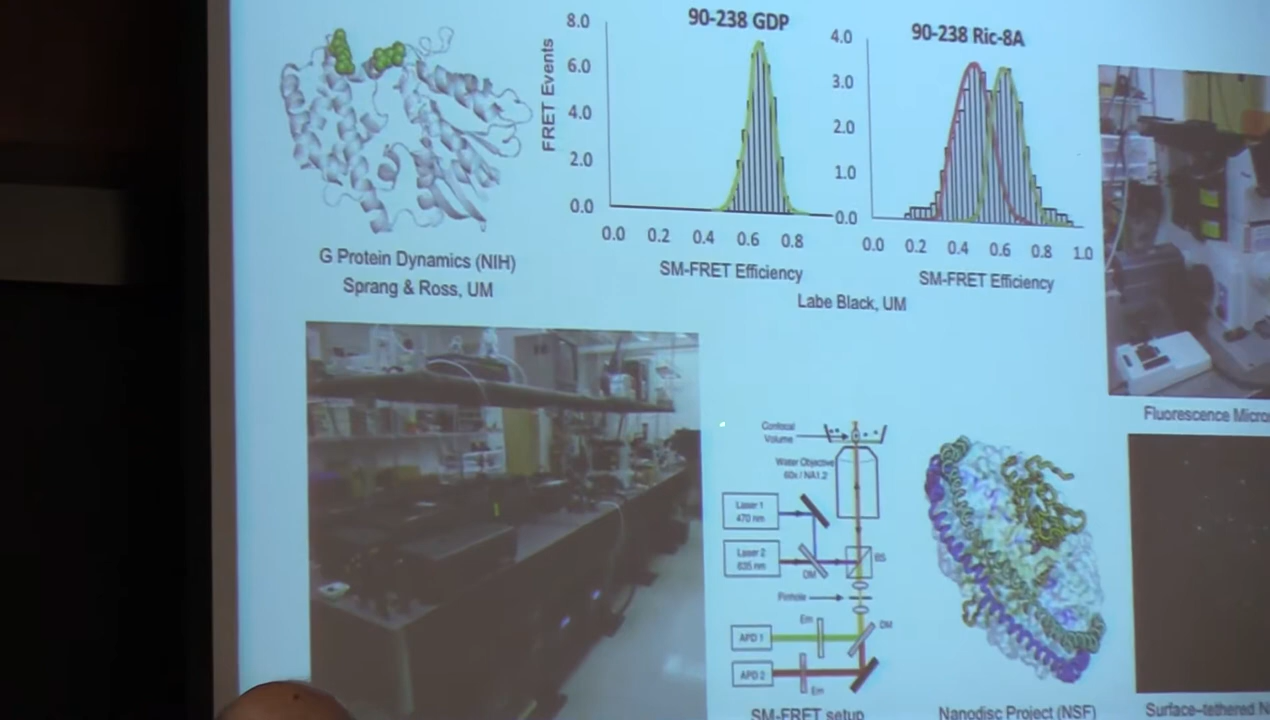 90-238 GDP
90-238 Ric-8A
FRET Events
8.0
6.0
4.0
2.0
0.0
0.0 0.2 0.4 0.6 0.8
SM-FRET Efficiency
4.0
3.0
2.0
1.0
0.0
0.0 0.2 0.4 0.6 0.8 1.0
SM-FRET Efficiency
Labe Black, UM
G Protein Dynamics (NIH)
Sprang & Ross, UM
Fluorescence
Confocal
Volume
Water Objective
60x / NA1.2
Laser 1
470 nm
Laser 2
635 nm
DM
BS
Pinhole
Em
DM
APD 1
APD 2
Em
SM-FRET setup
Nanodisc Project (NSF)
Surface-tethered